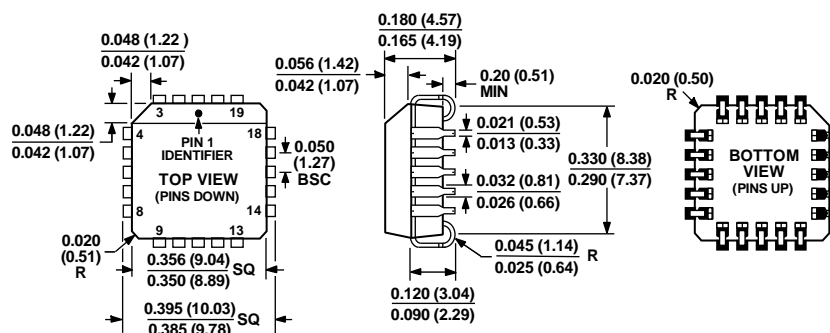 0.048 (1.22 )
0.042 (1.07)
0.048 (1.22)
0.042 (1.07)
3
19
4
18
PIN 1
IDENTIFIER
TOP VIEW
(PINS DOWN)
0.050
(1.27)
BSC
8
14
9
13
0.020
(0.51)
R
0.356 (9.04)
0.350 (8.89)
SQ
0.395 (10.03)
0.385 (9.78)
SQ
0.180 (4.57)
0.165 (4.19)
0.056 (1.42)
0.042 (1.07)
0.20 (0.51)
MIN
0.021 (0.53)
0.013 (0.33)
0.032 (0.81)
0.026 (0.66)
0.330 (8.38)
0.290 (7.37)
0.045 (1.14)
0.025 (0.64)
R
0.120 (3.04)
0.090 (2.29)
0.020 (0.50)
R
BOTTOM
VIEW
(PINS UP)